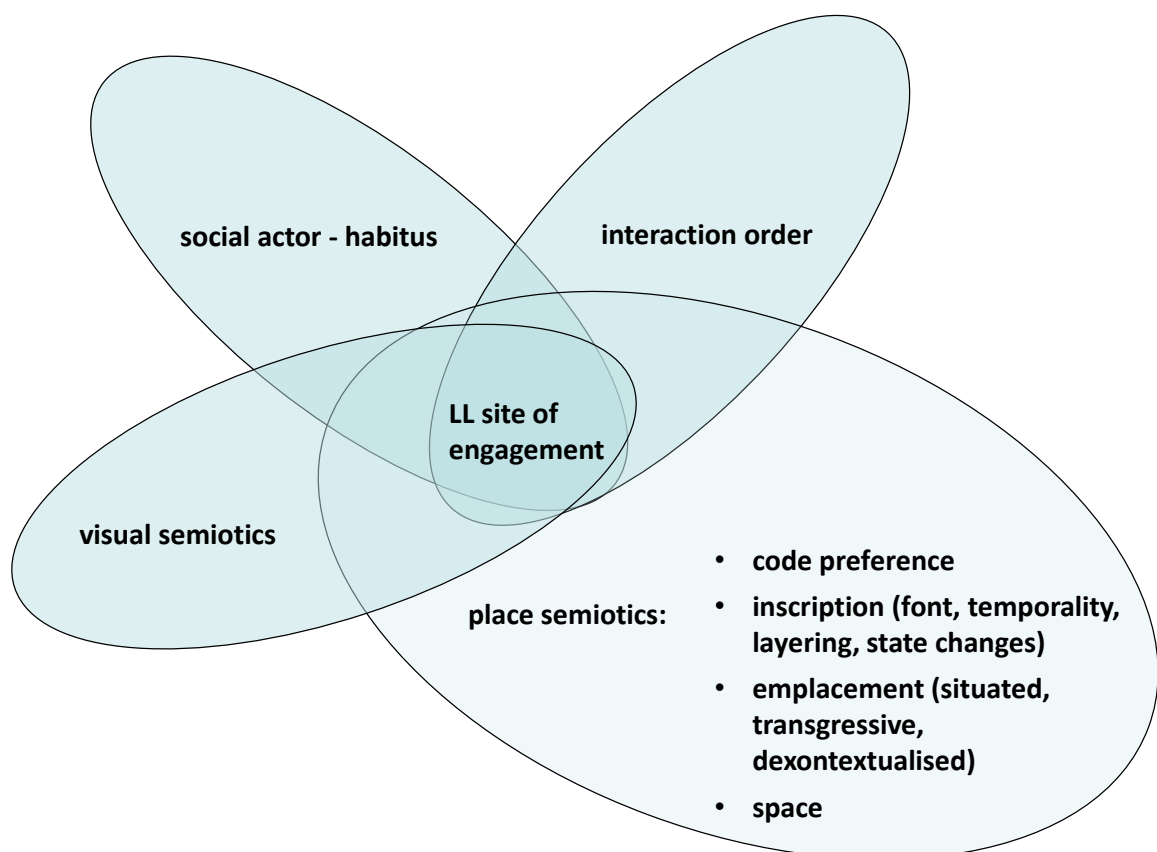 social actor - habitus
interaction order
LL site of
engagement
visual semiotics
place semiotics:
• code preference
• inscription (font, temporality,
layering, state changes)
• emplacement (situated,
transgressive,
dexontextualised)
• space